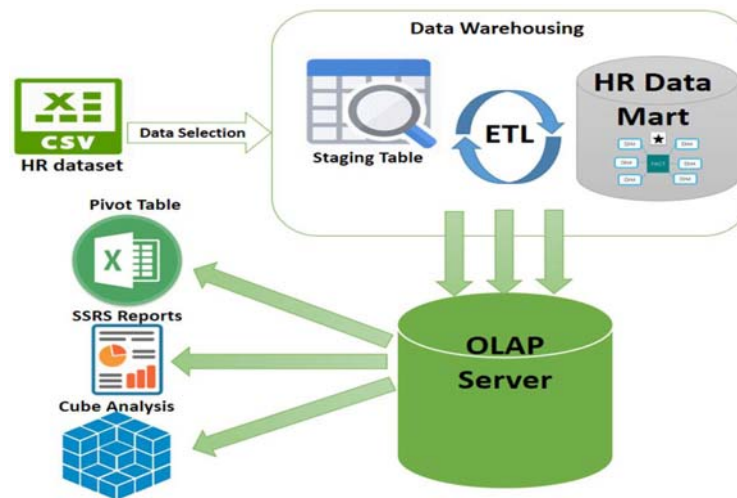 Data Warehousing
CSV
HR dataset
Data Selection
Staging Table
ETL
HR Data
Mart
FACT
Pivot Table
X
SSRS Reports
Cube Analysis
OLAP
Server